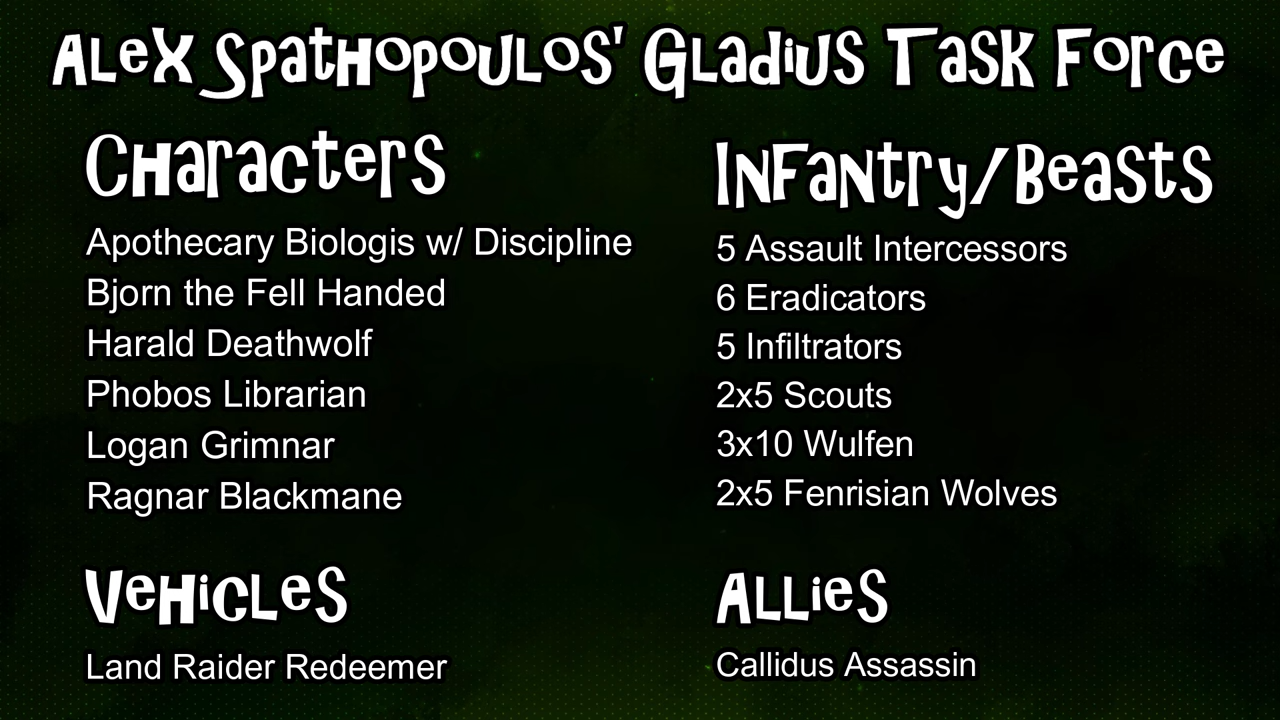 Alex Spathopoulos' Gladius Task Force
Characters
Apothecary Biologis w/ Discipline
Bjorn the Fell Handed
Harald Deathwolf
Phobos Librarian
Logan Grimnar
Ragnar Blackmane
Infantry/Beasts
5 Assault Intercessors
6 Eradicators
5 Infiltrators
2x5 Scouts
3x10 Wulfen
2x5 Fenrisian Wolves
Vehicles
Land Raider Redeemer
Allies
Callidus Assassin